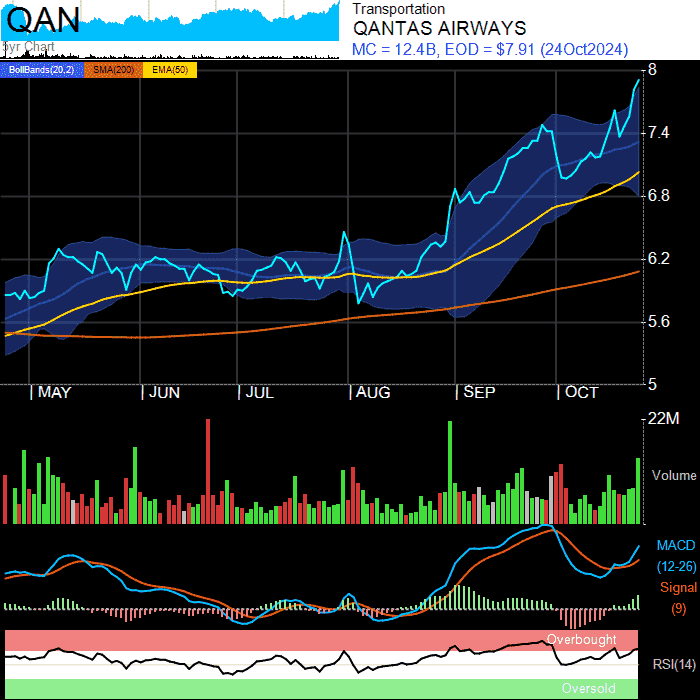 QAN
5yr Chart
Transportation
QANTAS AIRWAYS
MC = 12.4B, EOD = $7.91 (24Oct2024)
BollBands(20,2) SMA(200) EMA(50)
8
7.4
6.8
6.2
5.6
5
| MAY | JUN | JUL | AUG | SEP | OCT
22M
Volume
MACD
(12-26)
Signal
(9)
Overbought
RSI(14)
Oversold